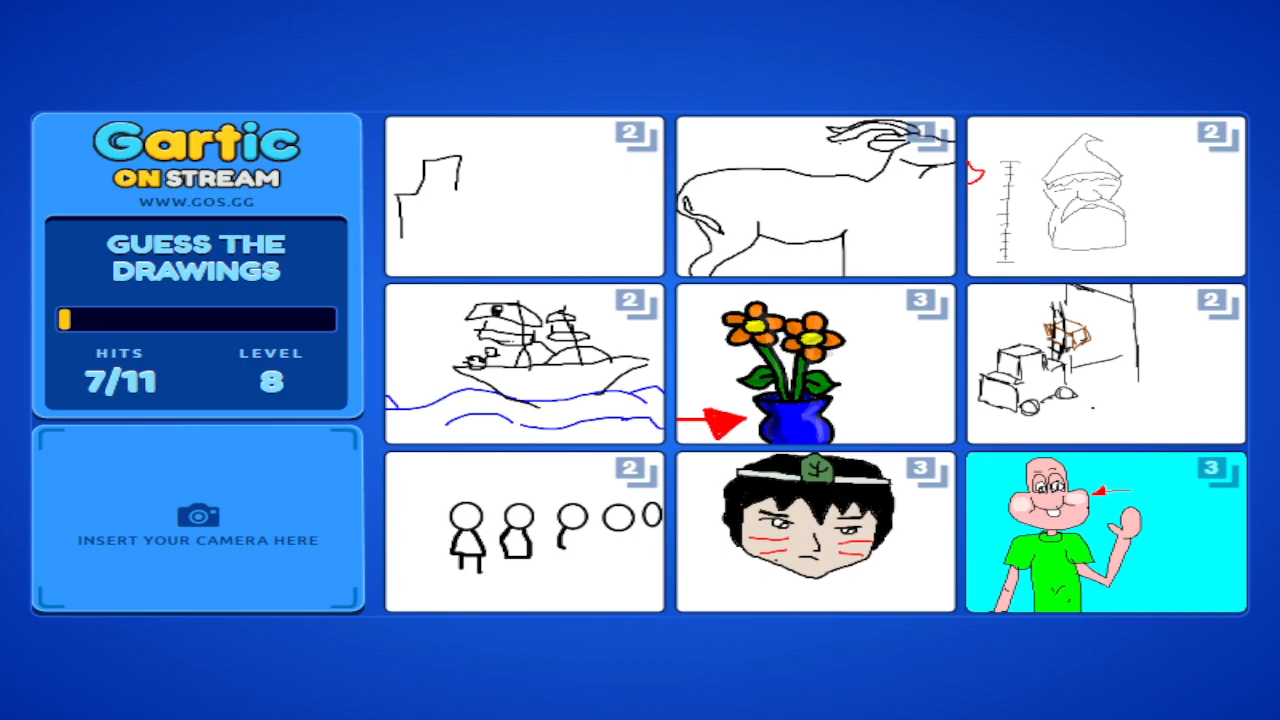 Gartic
ON STREAM
WWW.GOS.GG
GUESS THE
DRAWINGS
HITS
LEVEL
7/11
8
INSERT YOUR CAMERA HERE
2
1
2
2
3
2
2
3
3